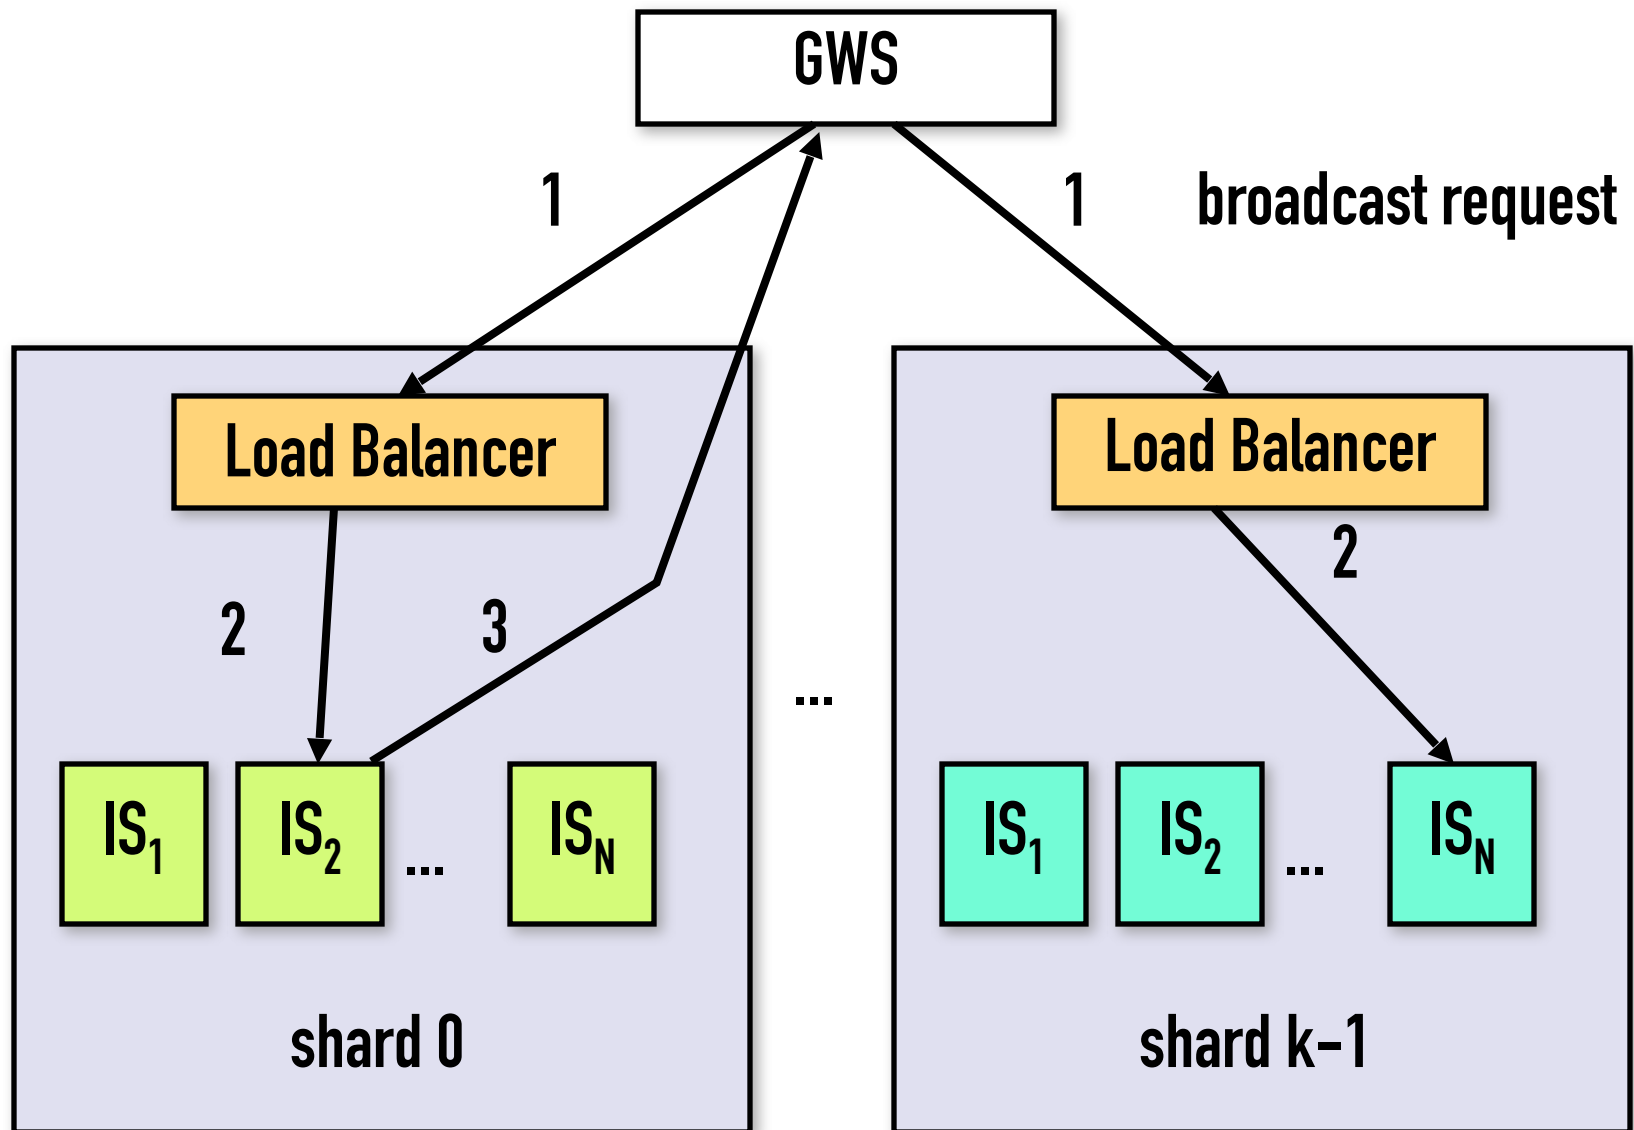 GWS
1
1
broadcast request
Load Balancer
Load Balancer
2
3
2
...
IS1
IS2
...
ISN
IS1
IS2
...
ISN
shard 0
shard k-1